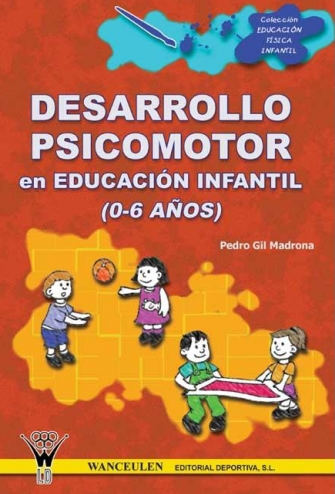 Colección
EDUCACIÓN
FÍSICA
INFANTIL
DESARROLLO
PSICOMOTOR
en EDUCACIÓN INFANTIL
(0-6 AÑOS)
Pedro Gil Madrona
WANCEULEN EDITORIAL DEPORTIVA, S.L.